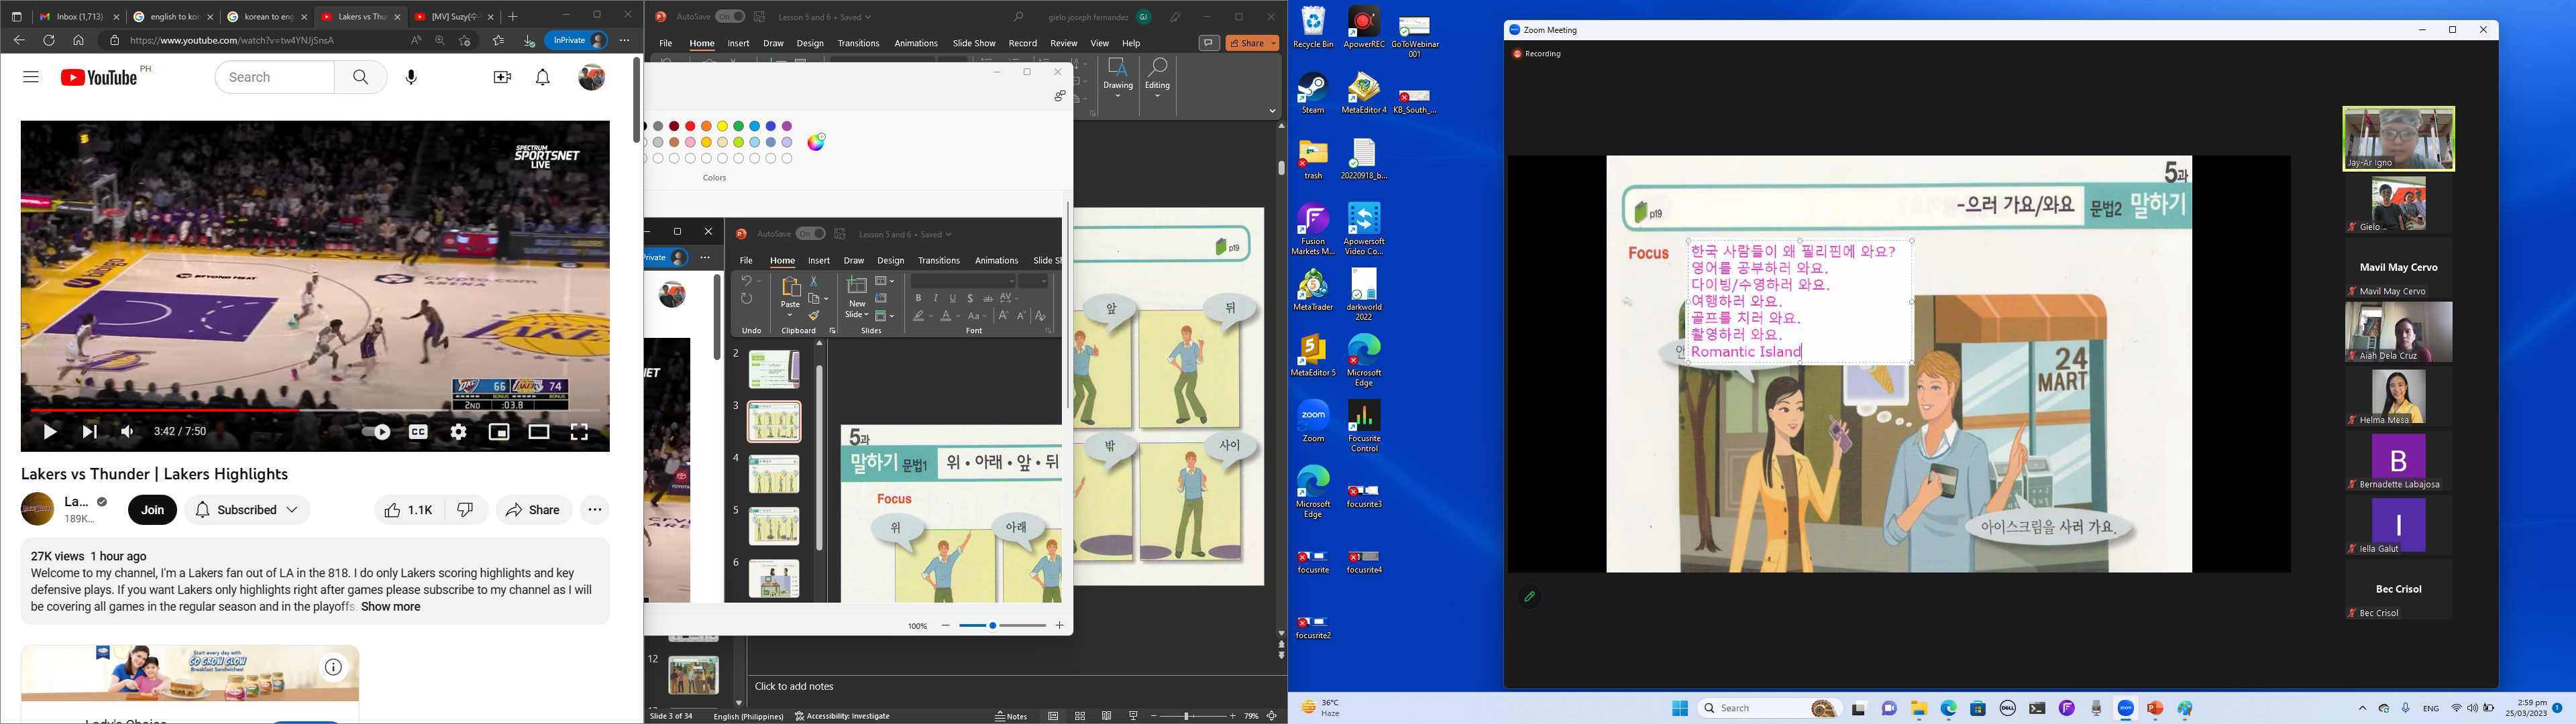 Inbox (1,713)
english to kor
korean to eng
Lakers vs Thu
[MV] Suzy(수
https://www.youtube.com/watch?v=tw4YNJjSnsA
InPrivate
YouTube PH
Search
SPECTRUM
SPORTSNET
LIVE
66
74
2ND :03.8
3:42 / 7:50
Lakers vs Thunder | Lakers Highlights
La...
189K...
Join
Subscribed
1.1K
Share
27K views 1 hour ago
Welcome to my channel, I'm a Lakers fan out of LA in the 818. I do only Lakers scoring highlights and key
defensive plays. If you want Lakers only highlights right after games please subscribe to my channel as I will
be covering all games in the regular season and in the playoffs. Show more
Start every day with
GO GROW GLOW
Breakfast Sandwiches!
AutoSave On Lesson 5 and 6 • Saved
gielo joseph fernandez GJ
File Home Insert Draw Design Transitions Animations Slide Show Record Review View Help
Share
Drawing
Editing
Colors
AutoSave On Lesson 5 and 6 • Saved
File Home Insert Draw Design Transitions Animations Slide Sh
Paste
New
Slide
Undo Clipboard Slides Font
2
3
4
5
6
5과
말하기 문법1 위 • 아래 • 앞 • 뒤
Focus
위
아래
100%
p19
앞
뒤
밖
사이
12
Click to add notes
Slide 3 of 34 English (Philippines) Accessibility: Investigate Notes 79%
Recycle Bin
ApowerREC
GoToWebinar
001
Steam
MetaEditor 4
KB_South_...
trash
20220918_b...
Fusion
Markets M...
Apowersoft
Video Co...
MetaTrader
darkworld
2022
MetaEditor 5
Microsoft
Edge
Zoom
Focusrite
Control
Microsoft
Edge
focusrite3
focusrite
focusrite4
focusrite2
Zoom Meeting
Recording
5과
p19
-으러 가요/와요 문법2 말하기
Focus
한국 사람들이 왜 필리핀에 와요?
영어를 공부하러 와요.
다이빙/수영하러 와요.
여행하러 와요.
골프를 치러 와요.
촬영하러 와요.
Romantic Island
24
MART
아이스크림을 사러 가요.
Jay-Ar Igno
Gielo
Mavil May Cervo
Mavil May Cervo
Aiah Dela Cruz
Helma Mesa
B
Bernadette Labajosa
I
Iella Galut
Bec Crisol
Bec Crisol
36°C
Haze
Search
ENG
2:59 pm
25/03/2023